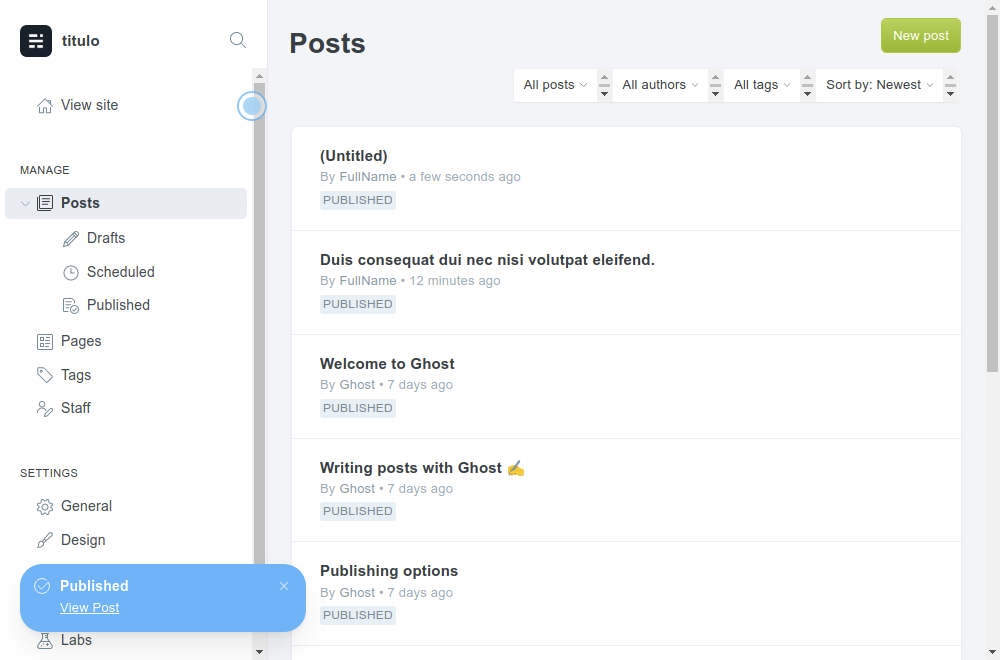 titulo
View site
MANAGE
Posts
Drafts
Scheduled
Published
Pages
Tags
Staff
SETTINGS
General
Design
Published
View Post
Labs
Posts
New post
All posts
All authors
All tags
Sort by: Newest
(Untitled)
By FullName • a few seconds ago
PUBLISHED
Duis consequat dui nec nisi volutpat eleifend.
By FullName • 12 minutes ago
PUBLISHED
Welcome to Ghost
By Ghost • 7 days ago
PUBLISHED
Writing posts with Ghost ✍️
By Ghost • 7 days ago
PUBLISHED
Publishing options
By Ghost • 7 days ago
PUBLISHED